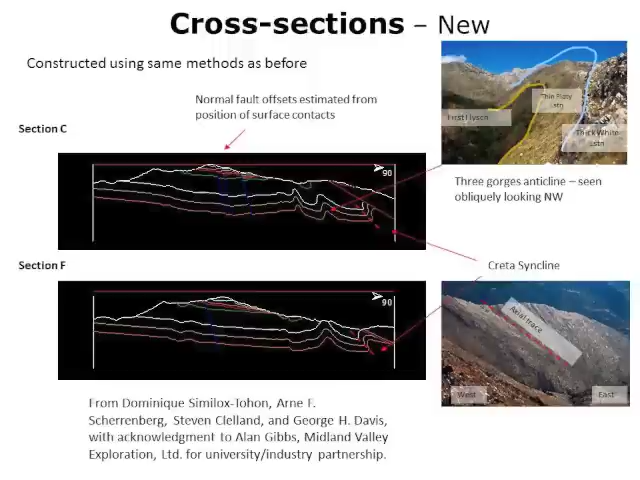 Cross-sections – New
Constructed using same methods as before
Normal fault offsets estimated from
position of surface contacts
Section C
90
First Flysch
Thin Platy
Lstn
Thick White
Lstn
Three gorges anticline – seen
obliquely looking NW
Section F
Creta Syncline
90
Axial trace
West
East
From Dominique Similox-Tohon, Arne F.
Scherrenberg, Steven Clelland, and George H. Davis,
with acknowledgment to Alan Gibbs, Midland Valley
Exploration, Ltd. for university/industry partnership.